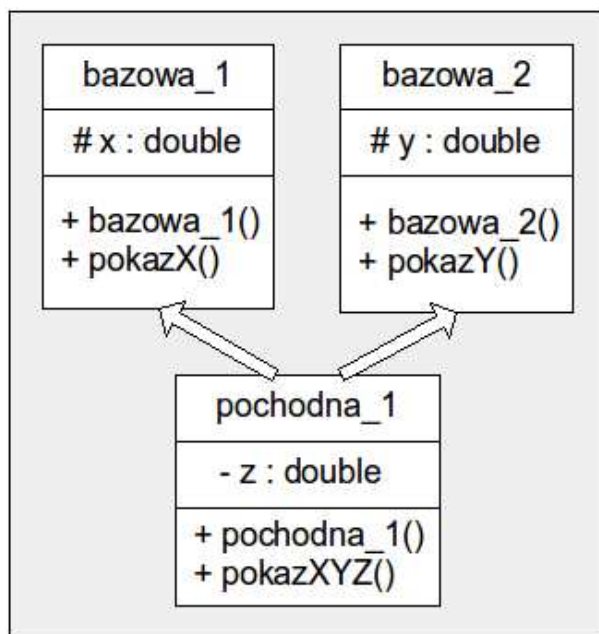 bazowa_1
# x : double
+ bazowa_1()
+ pokazX()
bazowa_2
# y : double
+ bazowa_2()
+ pokazY()
pochodna_1
- z : double
+ pochodna_1()
+ pokazXYZ()